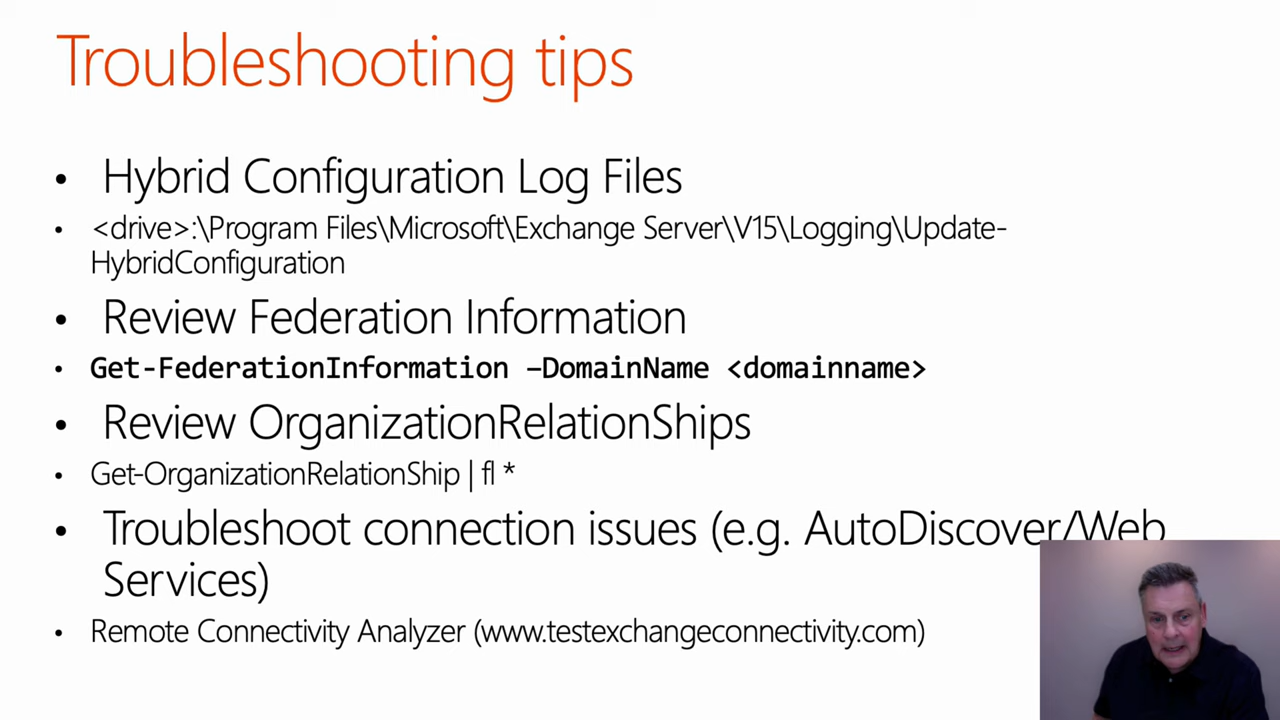 Troubleshooting tips
• Hybrid Configuration Log Files
• <drive>:\Program Files\Microsoft\Exchange Server\V15\Logging\Update-
HybridConfiguration
• Review Federation Information
• Get-FederationInformation –DomainName <domainname>
• Review OrganizationRelationShips
• Get-OrganizationRelationShip | fl *
• Troubleshoot connection issues (e.g. AutoDiscover/Web
Services)
• Remote Connectivity Analyzer (www.testexchangeconnectivity.com)